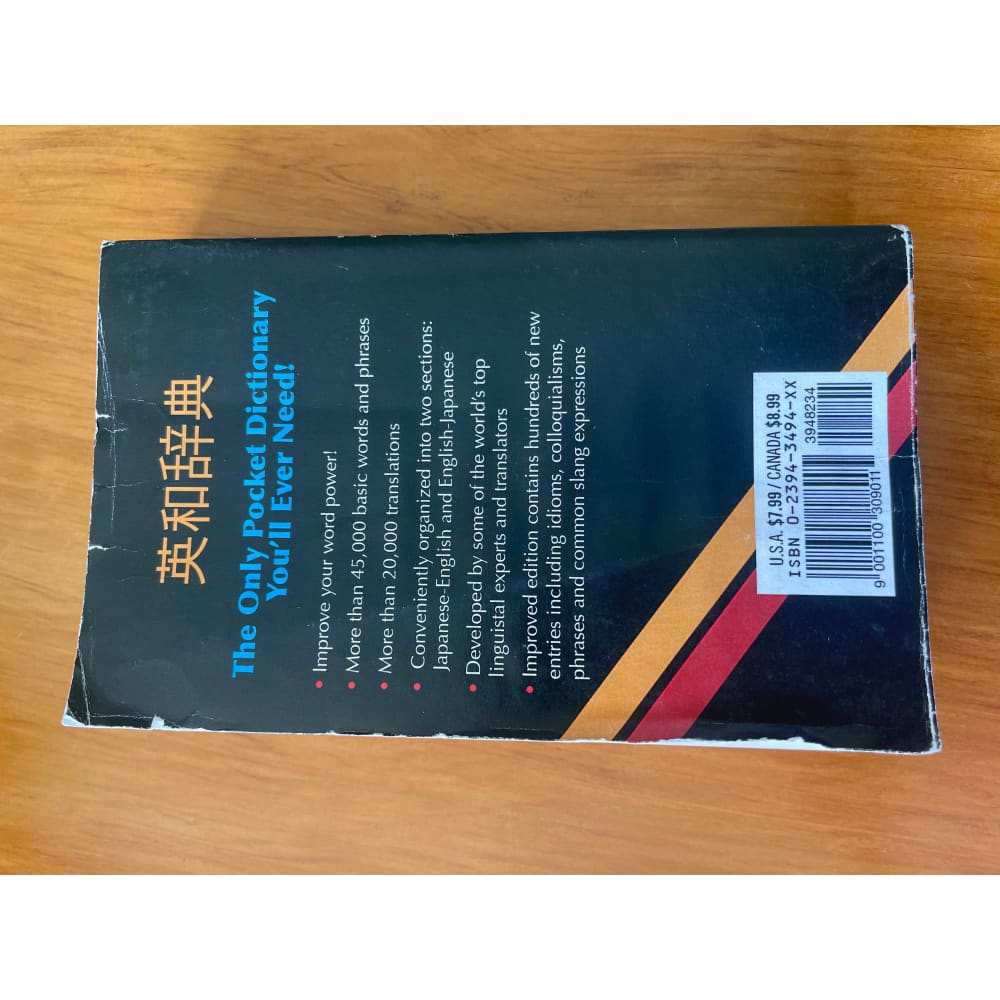 英和辞典
The Only Pocket Dictionary
You'll Ever Need!
• Improve your word power!
• More than 45,000 basic words and phrases
• More than 20,000 translations
• Conveniently organized into two sections:
Japanese-English and English-Japanese
• Developed by some of the world's top
linguistal experts and translators
• Improved edition contains hundreds of new
entries including idioms, colloquialisms,
phrases and common slang expressions
U.S.A. $7.99 / CANADA $8.99
ISBN 0-2394-3494-XX
3948234
9 001100 309011